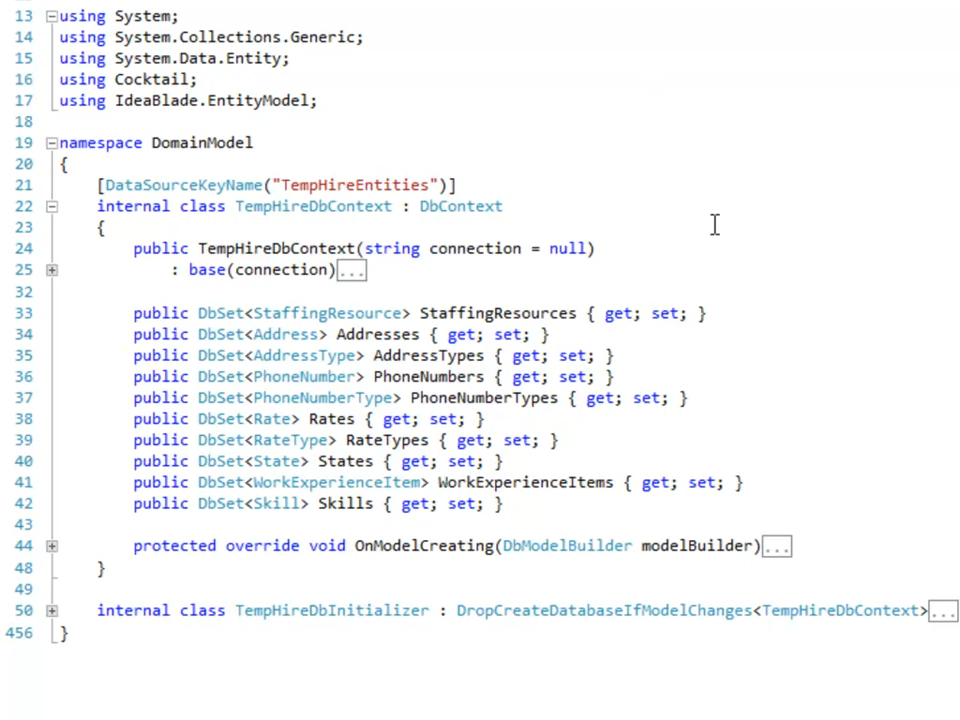 13 using System;
14 using System.Collections.Generic;
15 using System.Data.Entity;
16 using Cocktail;
17 using IdeaBlade.EntityModel;
18
19 namespace DomainModel
20 {
21 [DataSourceKeyName("TempHireEntities")]
22 internal class TempHireDbContext : DbContext
23 {
24 public TempHireDbContext(string connection = null)
25 : base(connection)...
32
33 public DbSet<StaffingResource> StaffingResources { get; set; }
34 public DbSet<Address> Addresses { get; set; }
35 public DbSet<AddressType> AddressTypes { get; set; }
36 public DbSet<PhoneNumber> PhoneNumbers { get; set; }
37 public DbSet<PhoneNumberType> PhoneNumberTypes { get; set; }
38 public DbSet<Rate> Rates { get; set; }
39 public DbSet<RateType> RateTypes { get; set; }
40 public DbSet<State> States { get; set; }
41 public DbSet<WorkExperienceItem> WorkExperienceItems { get; set; }
42 public DbSet<Skill> Skills { get; set; }
43
44 protected override void OnModelCreating(DbModelBuilder modelBuilder)...
48 }
49
50 internal class TempHireDbInitializer : DropCreateDatabaseIfModelChanges<TempHireDbContext>...
456 }